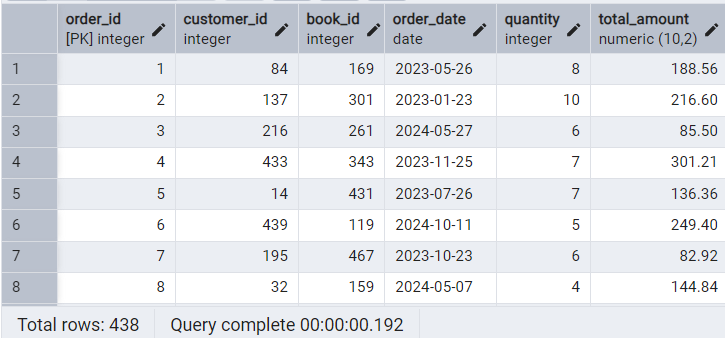 order_id customer_id book_id order_date quantity total_amount
[PK] integer integer integer date integer numeric (10,2)
1 1 84 169 2023-05-26 8 188.56
2 2 137 301 2023-01-23 10 216.60
3 3 216 261 2024-05-27 6 85.50
4 4 433 343 2023-11-25 7 301.21
5 5 14 431 2023-07-26 7 136.36
6 6 439 119 2024-10-11 5 249.40
7 7 195 467 2023-10-23 6 82.92
8 8 32 159 2024-05-07 4 144.84
Total rows: 438 Query complete 00:00:00.192